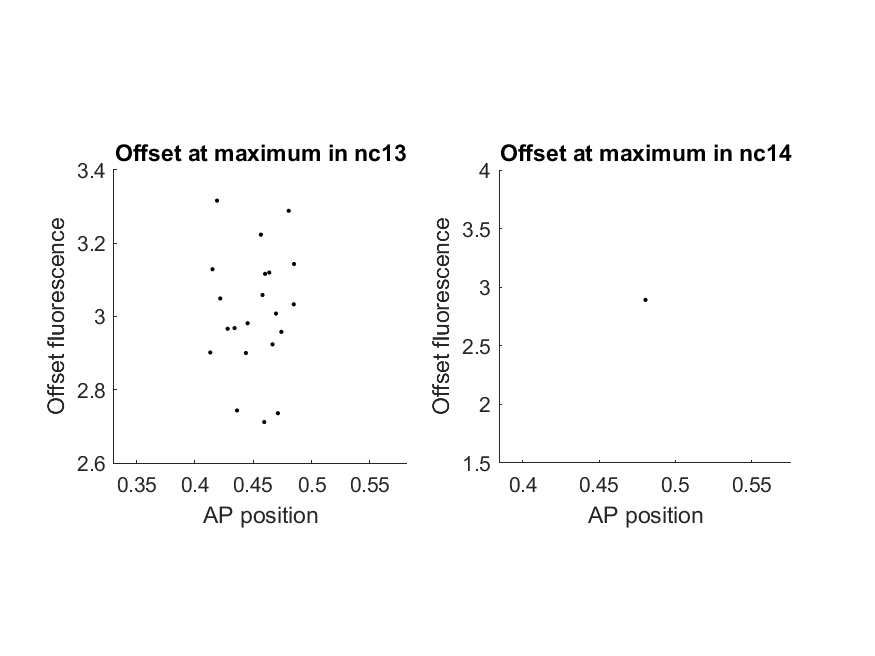 Offset at maximum in nc13
3.4
3.2
3
2.8
2.6
Offset fluorescence
0.35 0.4 0.45 0.5 0.55
AP position
Offset at maximum in nc14
4
3.5
3
2.5
2
1.5
Offset fluorescence
0.4 0.45 0.5 0.55
AP position